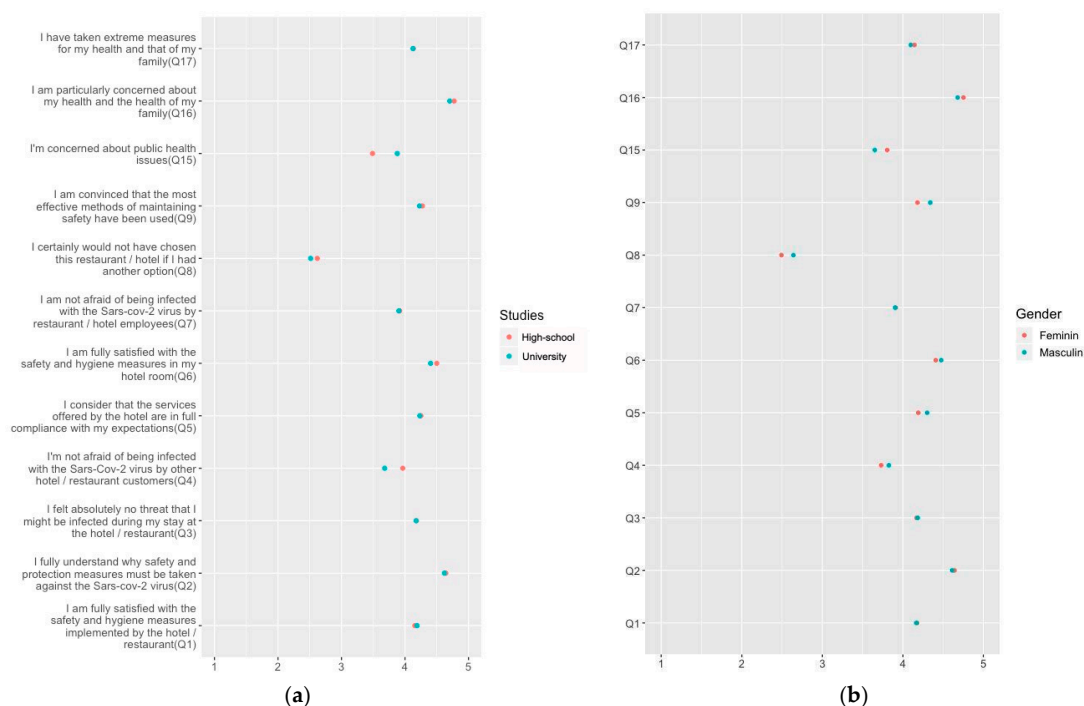 I have taken extreme measures
for my health and that of my
family(Q17)
I am particularly concerned about
my health and the health of my
family(Q16)
I'm concerned about public health
issues(Q15)
I am convinced that the most
effective methods of maintaining
safety have been used(Q9)
I certainly would not have chosen
this restaurant / hotel if I had
another option(Q8)
I am not afraid of being infected
with the Sars-cov-2 virus by
restaurant / hotel employees(Q7)
I am fully satisfied with the
safety and hygiene measures in my
hotel room(Q6)
I consider that the services
offered by the hotel are in full
compliance with my expectations(Q5)
I'm not afraid of being infected
with the Sars-Cov-2 virus by other
hotel / restaurant customers(Q4)
I felt absolutely no threat that I
might be infected during my stay at
the hotel / restaurant(Q3)
I fully understand why safety and
protection measures must be taken
against the Sars-cov-2 virus(Q2)
I am fully satisfied with the
safety and hygiene measures
implemented by the hotel /
restaurant(Q1)
1 2 3 4 5
Studies
High-school
University
(a)
Q17
Q16
Q15
Q9
Q8
Q7
Q6
Q5
Q4
Q3
Q2
Q1
1 2 3 4 5
Gender
Feminin
Masculin
(b)